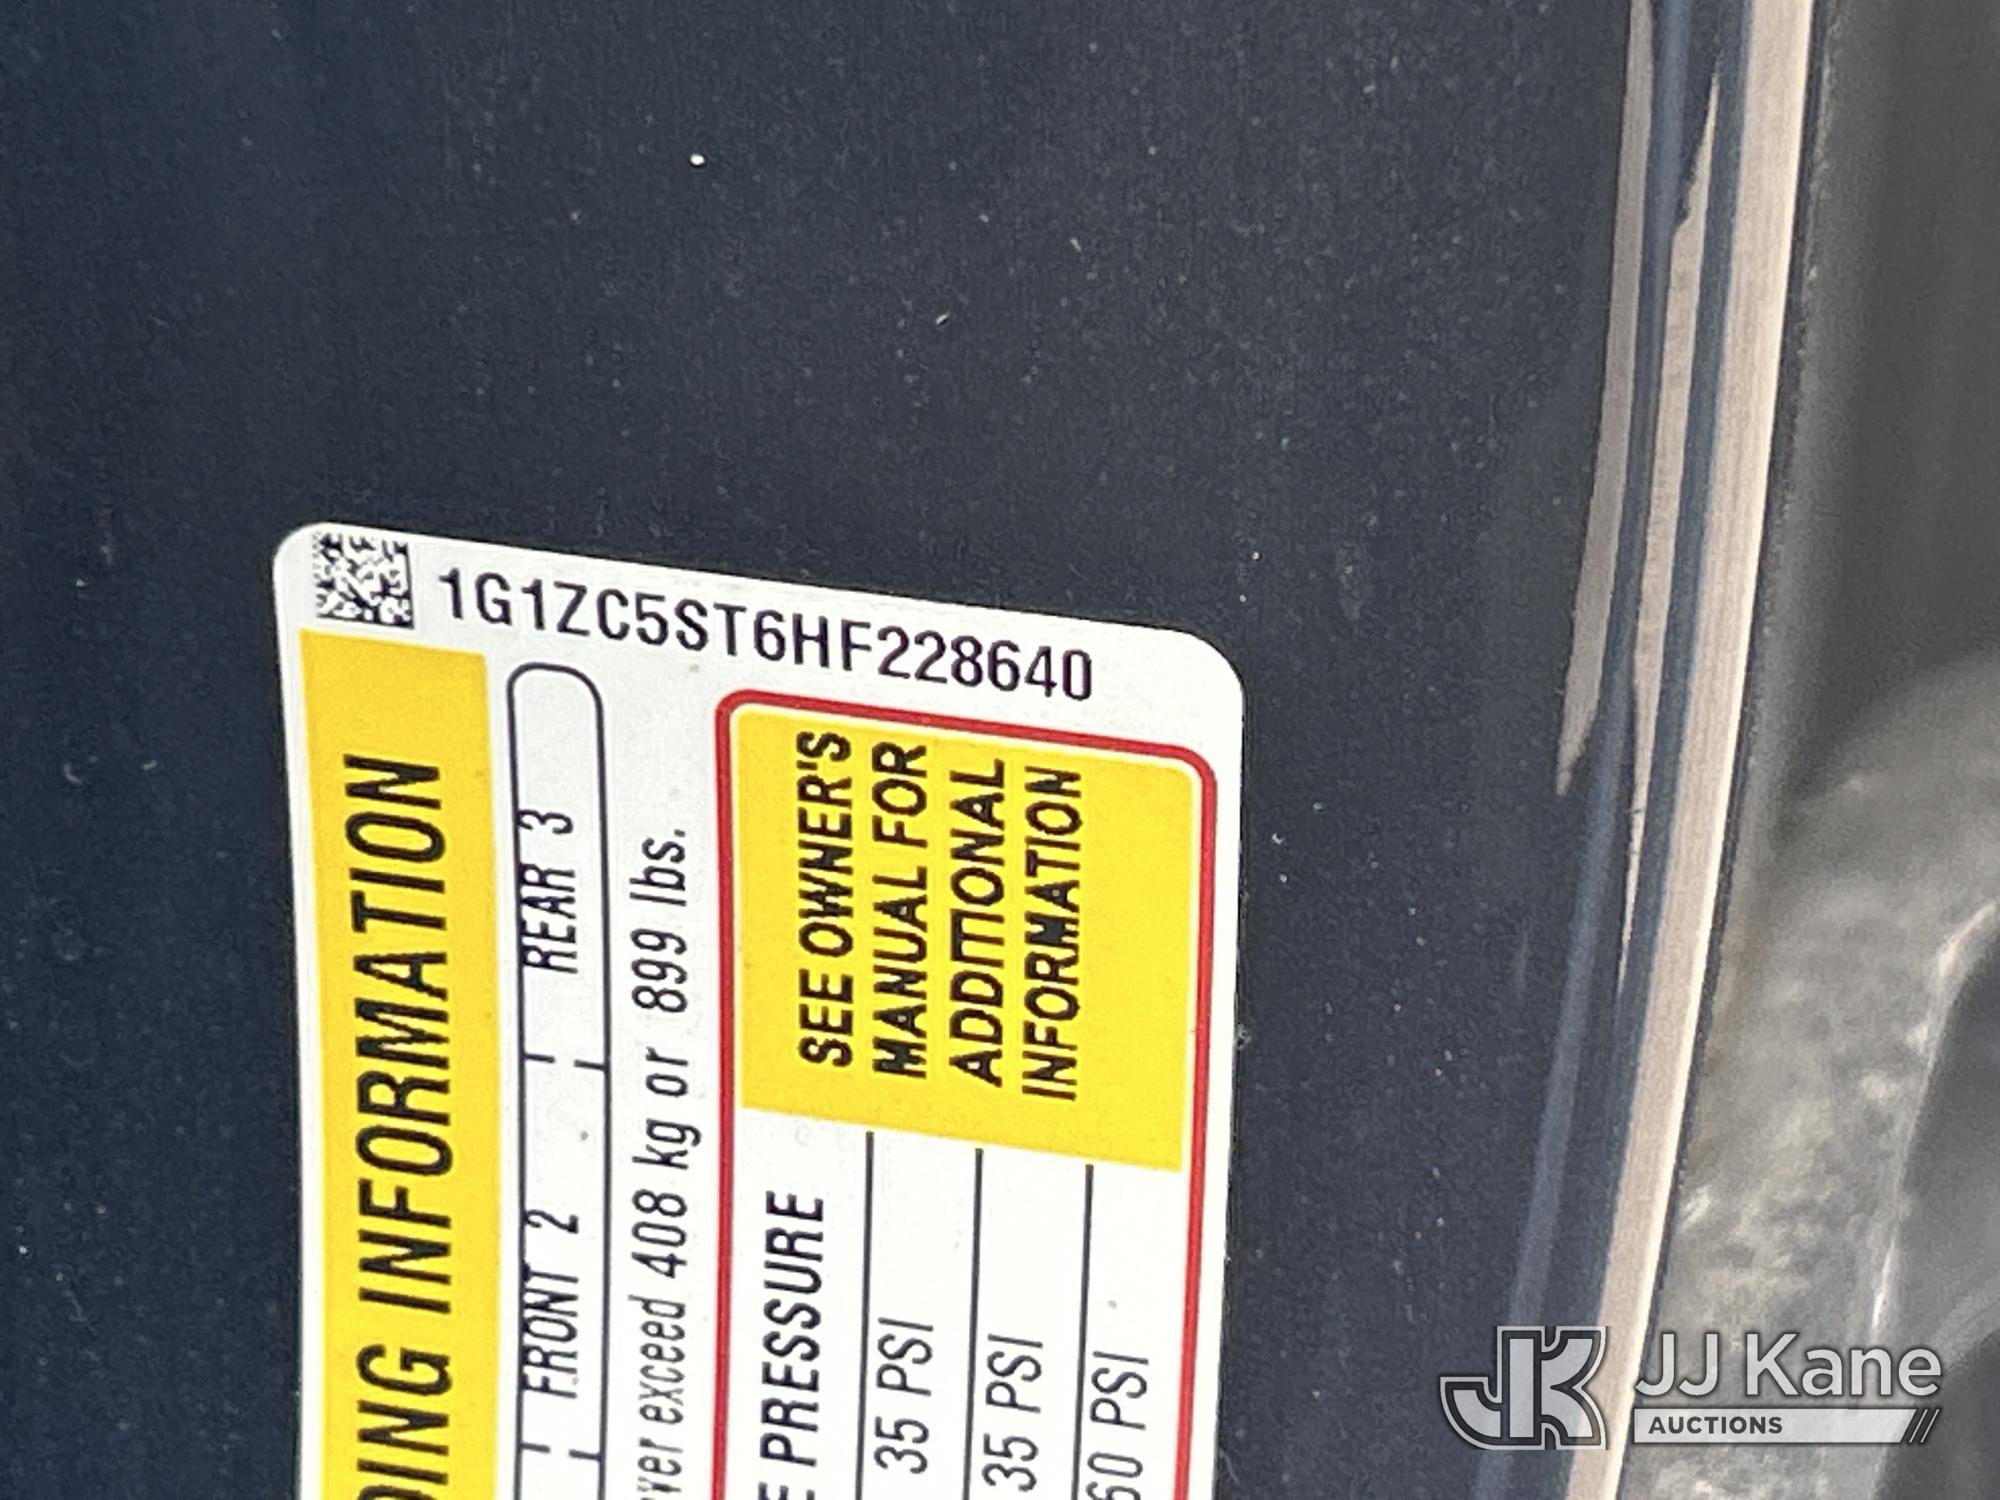 1G1ZC5ST6HF228640
DING INFORMATION
FRONT 2 REAR 3
exceed 408 kg or 899 lbs.
PRESSURE
35 PSI
35 PSI
60 PSI
SEE OWNER'S
MANUAL FOR
ADDITIONAL
INFORMATION
JK JJ Kane
AUCTIONS